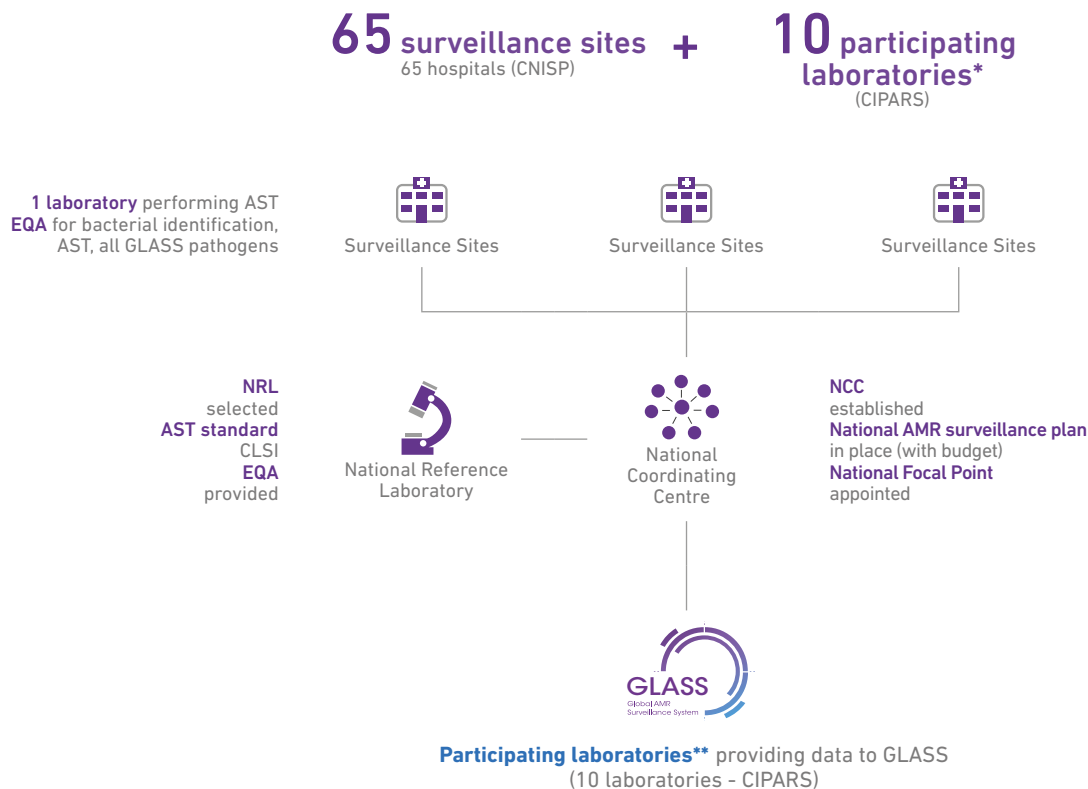 65 surveillance sites
65 hospitals (CNISP)
+
10 participating
laboratories*
(CIPARS)
1 laboratory performing AST
EQA for bacterial identification,
AST, all GLASS pathogens
Surveillance Sites
Surveillance Sites
Surveillance Sites
NRL
selected
AST standard
CLSI
EQA
provided
National Reference
Laboratory
National
Coordinating
Centre
NCC
established
National AMR surveillance plan
in place (with budget)
National Focal Point
appointed
GLASS
Global AMR
Surveillance System
Participating laboratories** providing data to GLASS
(10 laboratories - CIPARS)